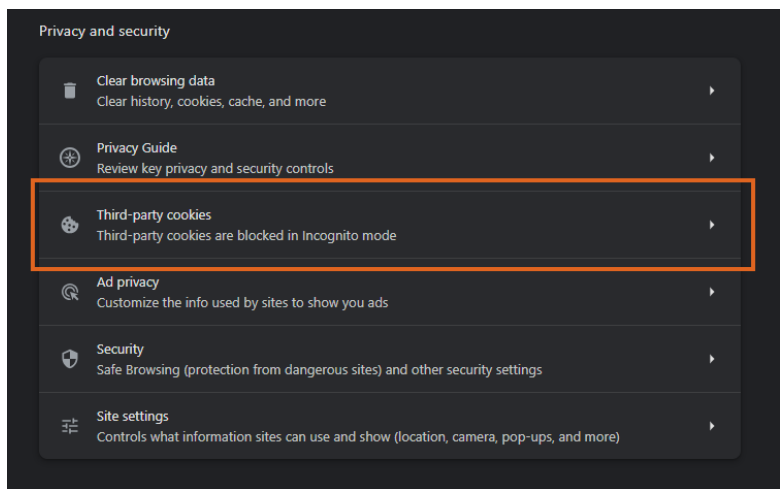 Privacy and security
Clear browsing data
Clear history, cookies, cache, and more
Privacy Guide
Review key privacy and security controls
Third-party cookies
Third-party cookies are blocked in Incognito mode
Ad privacy
Customize the info used by sites to show you ads
Security
Safe Browsing (protection from dangerous sites) and other security settings
Site settings
Controls what information sites can use and show (location, camera, pop-ups, and more)